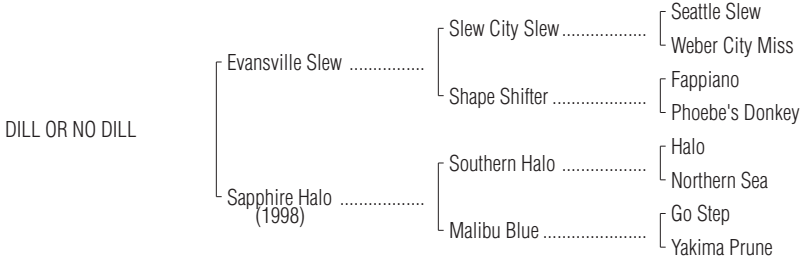 Seattle Slew
Slew City Slew..................
Weber City Miss
Evansville Slew ................
Fappiano
Shape Shifter ....................
Phoebe's Donkey
DILL OR NO DILL
Halo
Southern Halo ..................
Northern Sea
Sapphire Halo ..................
(1998)
Go Step
Malibu Blue ......................
Yakima Prune